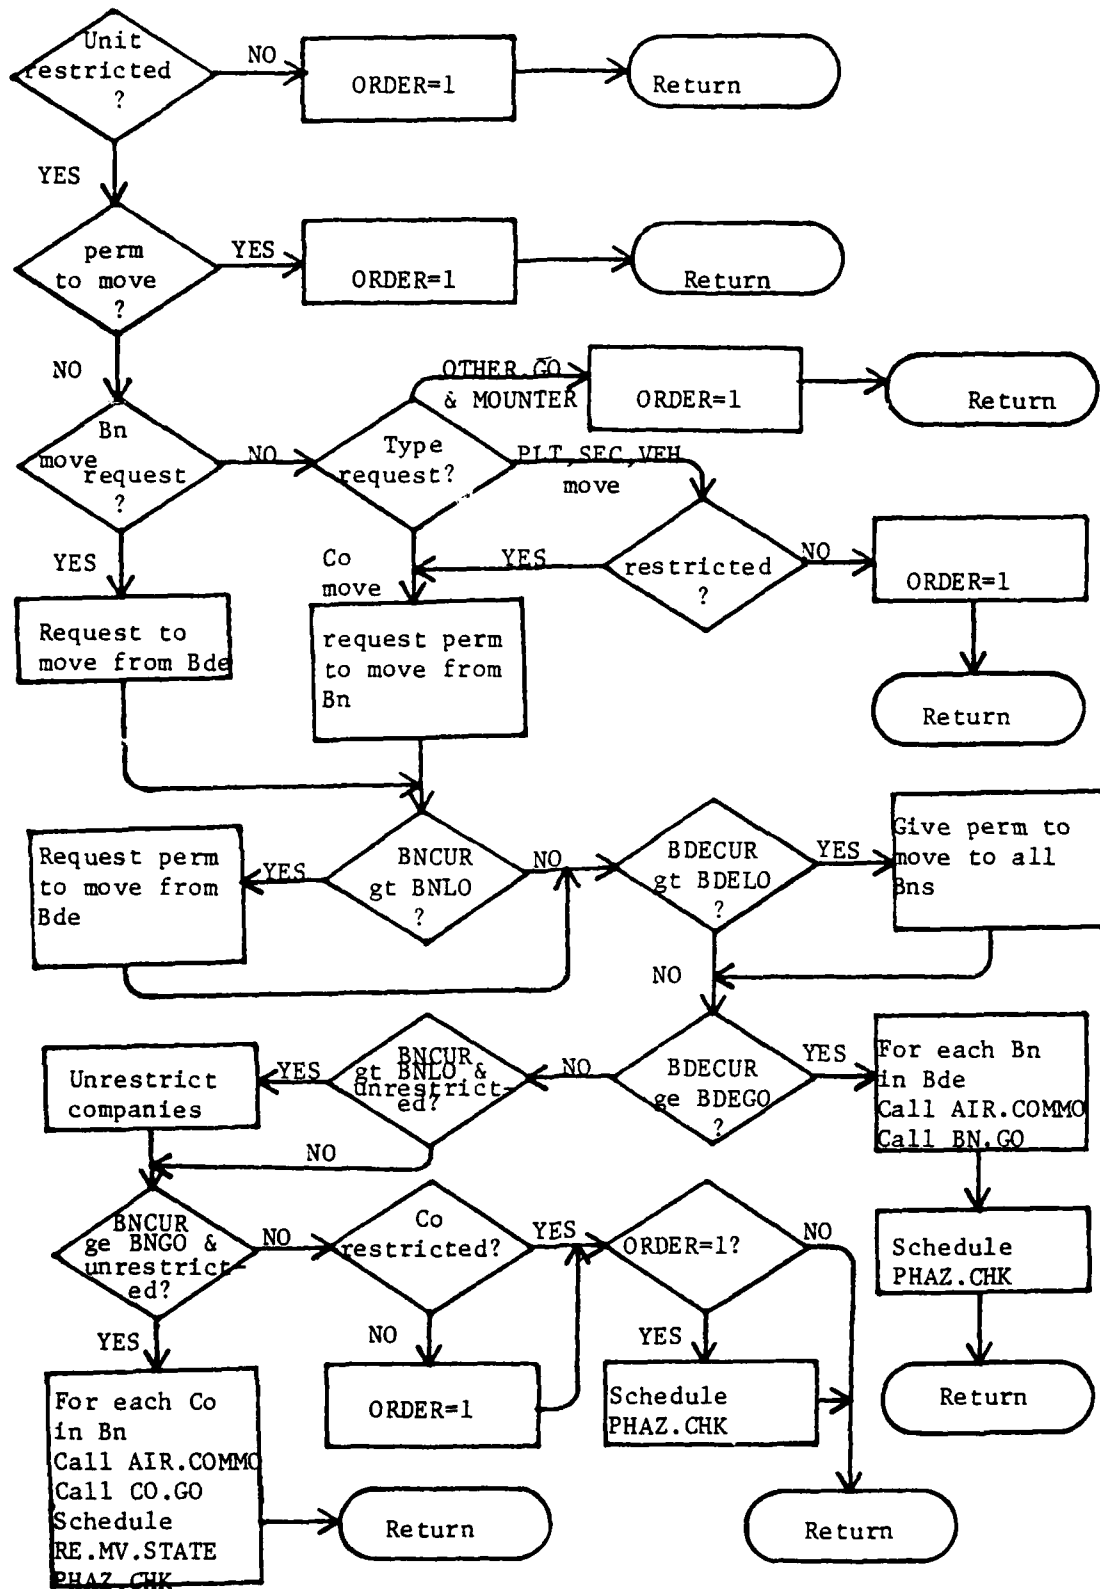 Unit
restricted
?
NO
ORDER=1
Return
YES
perm
to move
?
YES
ORDER=1
Return
NO
OTHER GO
& MOUNTER
ORDER=1
Return
Bn
move
request
?
NO
Type
request?
PLT,SEC,VEH
move
YES
Co
move
YES
restricted
?
NO
ORDER=1
Request to
move from Bde
request perm
to move from
Bn
Return
Request perm
to move from
Bde
YES
BNCUR
gt BNLO
?
NO
BDECUR
gt BDELO
?
YES
Give perm to
move to all
Bns
NO
Unrestrict
companies
YES
BNCUR
gt BNLO &
unrestrict-
ed?
NO
BDECUR
ge BDEGO
?
YES
For each Bn
in Bde
Call AIR.COMMO
Call BN.GO
NO
BNCUR
ge BNGO &
unrestrict-
ed?
NO
Co
restricted?
YES
ORDER=1?
NO
Schedule
PHAZ.CHK
YES
NO
YES
For each Co
in Bn
Call AIR.COMMO
Call CO.GO
Schedule
RE.MV.STATE
PHAZ.CHK
ORDER=1
Schedule
PHAZ.CHK
Return
Return
Return